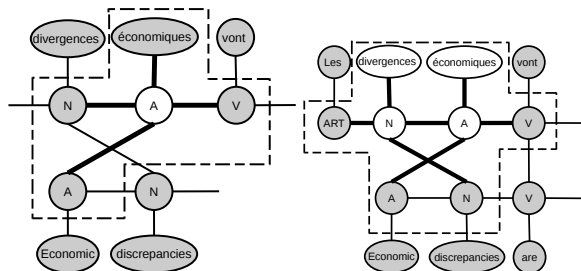 divergences économiques vont
N A V
A N
Economic discrepancies
Les divergences économiques vont
ART N A V
A N V
Economic discrepancies are